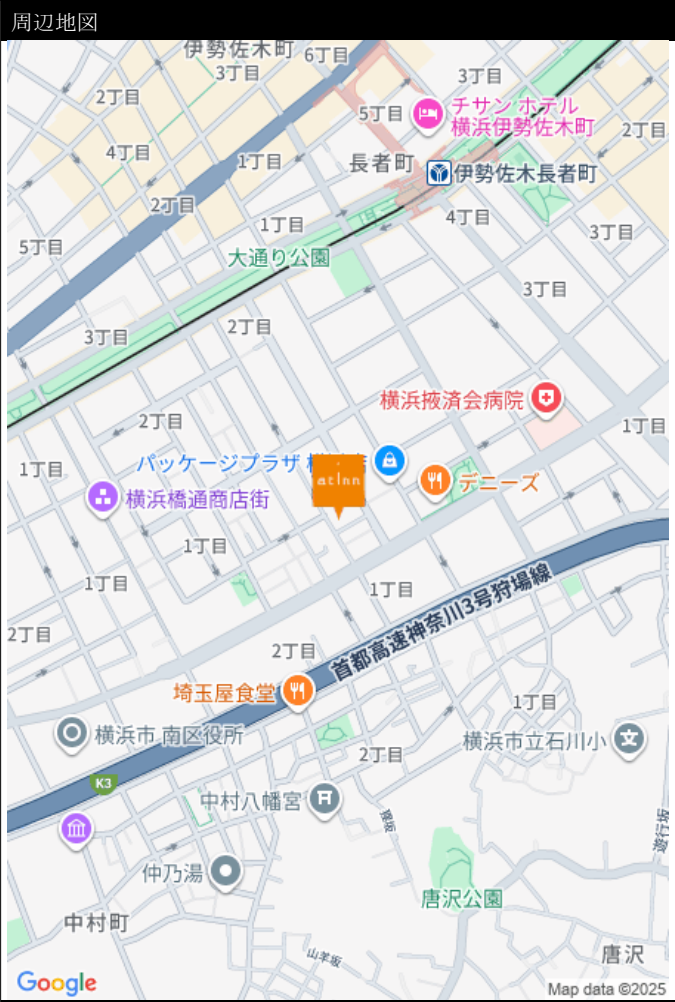 周辺地図
伊勢佐木町
6丁目
3丁目
3丁目
2丁目
チサン ホテル
横浜伊勢佐木町
5丁目
2丁目
4丁目
1丁目
長者町
伊勢佐木長者町
2丁目
1丁目
4丁目
3丁目
5丁目
大通り公園
3丁目
2丁目
3丁目
横浜掖済会病院
2丁目
1丁目
パッケージプラザ
1丁目
at inn
デニーズ
横浜橋通商店街
1丁目
1丁目
1丁目
首都高速神奈川3号狩場線
2丁目
2丁目
埼玉屋食堂
1丁目
横浜市 南区役所
横浜市立石川小
2丁目
K3
中村八幡宮
猿坂
遊行坂
仲乃湯
唐沢公園
中村町
山羊坂
唐沢
Google
Map data ©2025